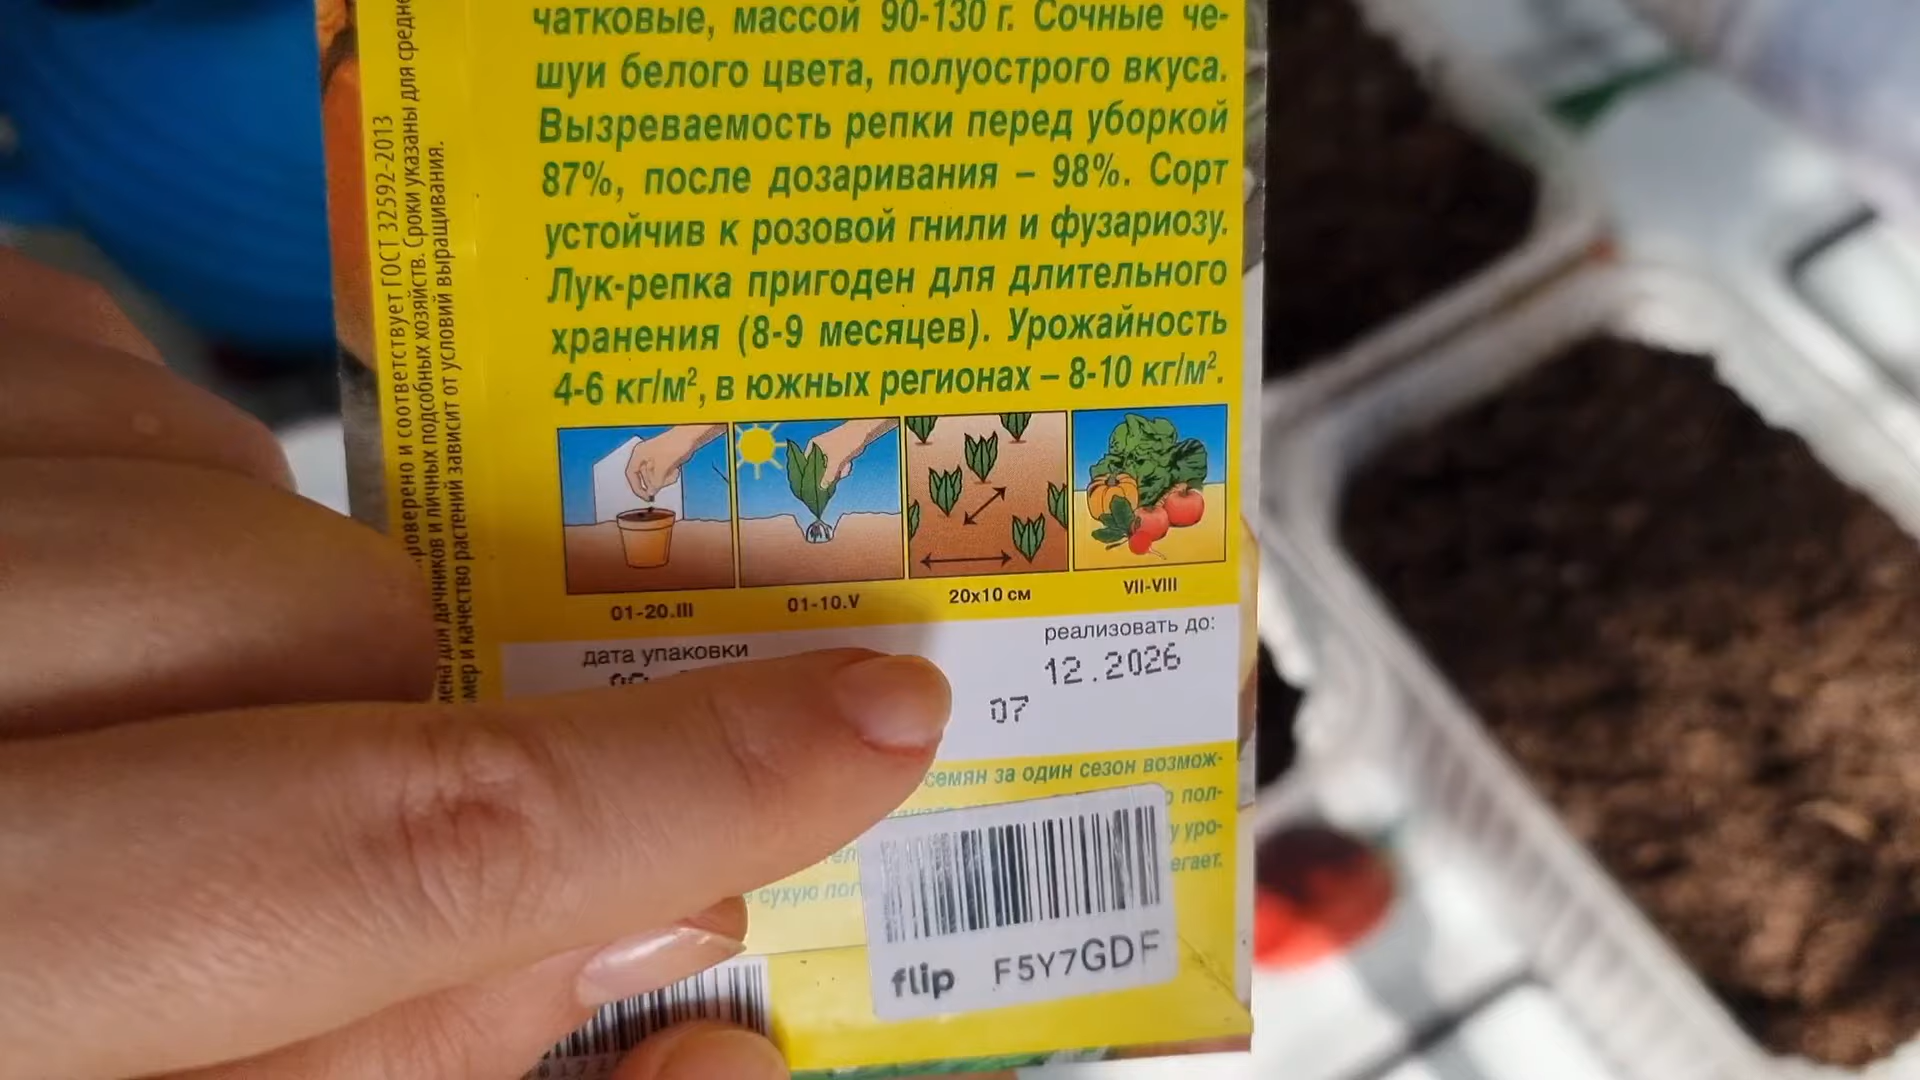 чатковые, массой 90-130 г. Сочные че-
шуи белого цвета, полуострого вкуса.
Вызреваемость репки перед уборкой
87%, после дозаривания – 98%. Сорт
устойчив к розовой гнили и фузариозу.
Лук-репка пригоден для длительного
хранения (8-9 месяцев). Урожайность
4-6 кг/м², в южных регионах – 8-10 кг/м².
01-20.III
01-10.V
20x10 см
VII-VIII
дата упаковки
реализовать до:
12.2026
07
семян за один сезон возмож-
пол-
у уро-
сухую
flip F5Y7GDF
и соответствует ГОСТ 32592-2013
дачников и личных подсобных хозяйств. Сроки указаны для
и качество растений зависит от условий выращивания.